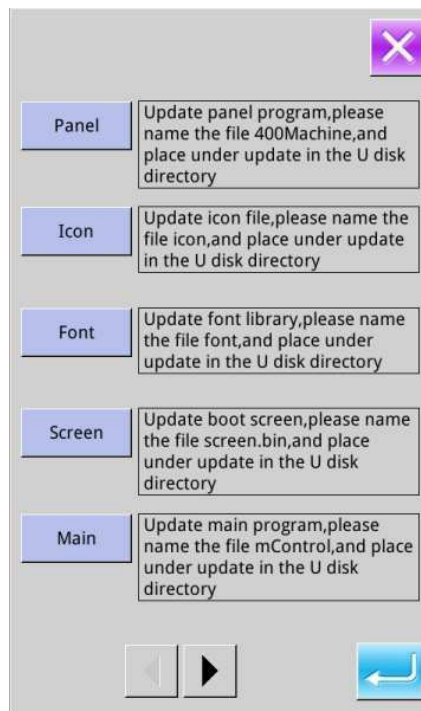 Panel
Update panel program,please
name the file 400Machine,and
place under update in the U disk
directory
Icon
Update icon file,please name the
file icon,and place under update
in the U disk directory
Font
Update font library,please name
the file font,and place under
update in the U disk directory
Screen
Update boot screen,please name
the file screen.bin,and place
under update in the U disk
directory
Main
Update main program,please
name the file mControl,and place
under update in the U disk
directory